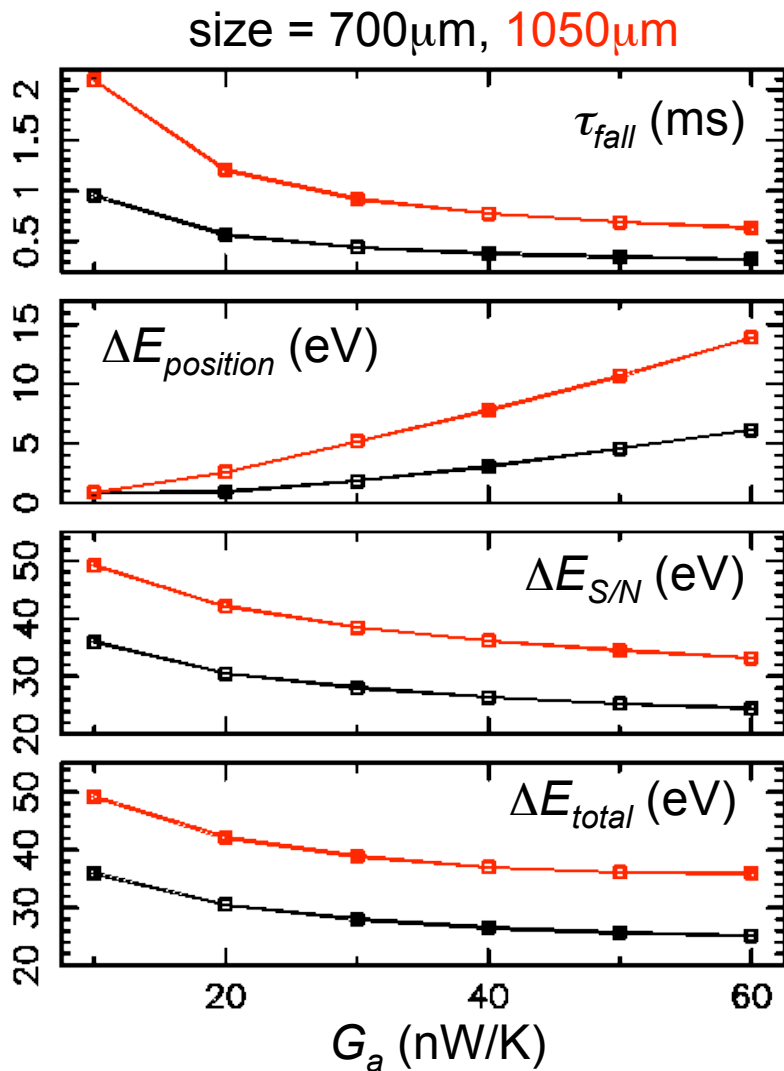 size = 700μm, 1050μm
τfall (ms)
2
1.5
1
0.5
ΔEposition (eV)
15
10
5
0
ΔES/N (eV)
50
40
30
20
ΔEtotal (eV)
50
40
30
20
20 40 60
Ga (nW/K)